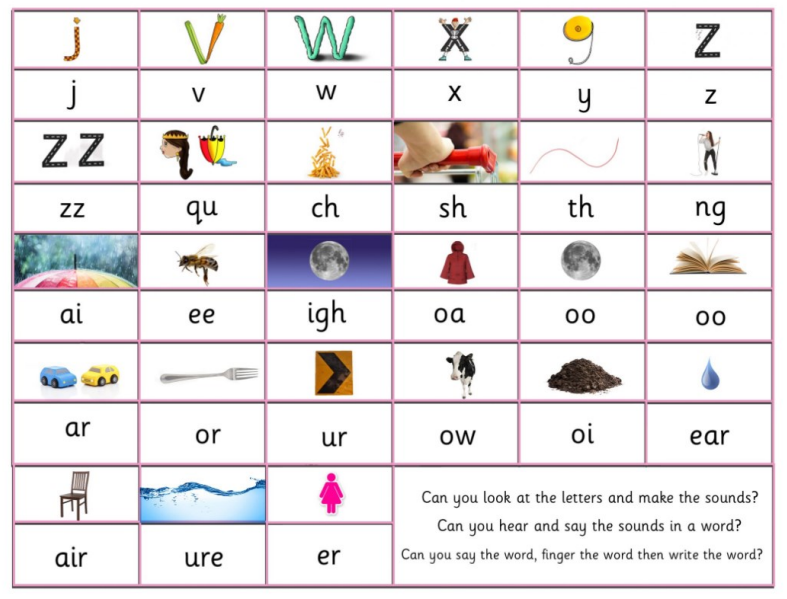 j v w x y z
zz qu ch sh th ng
ai ee igh oa oo oo
ar or ur ow oi ear
Can you look at the letters and make the sounds?
Can you hear and say the sounds in a word?
Can you say the word, finger the word then write the word?
air ure er